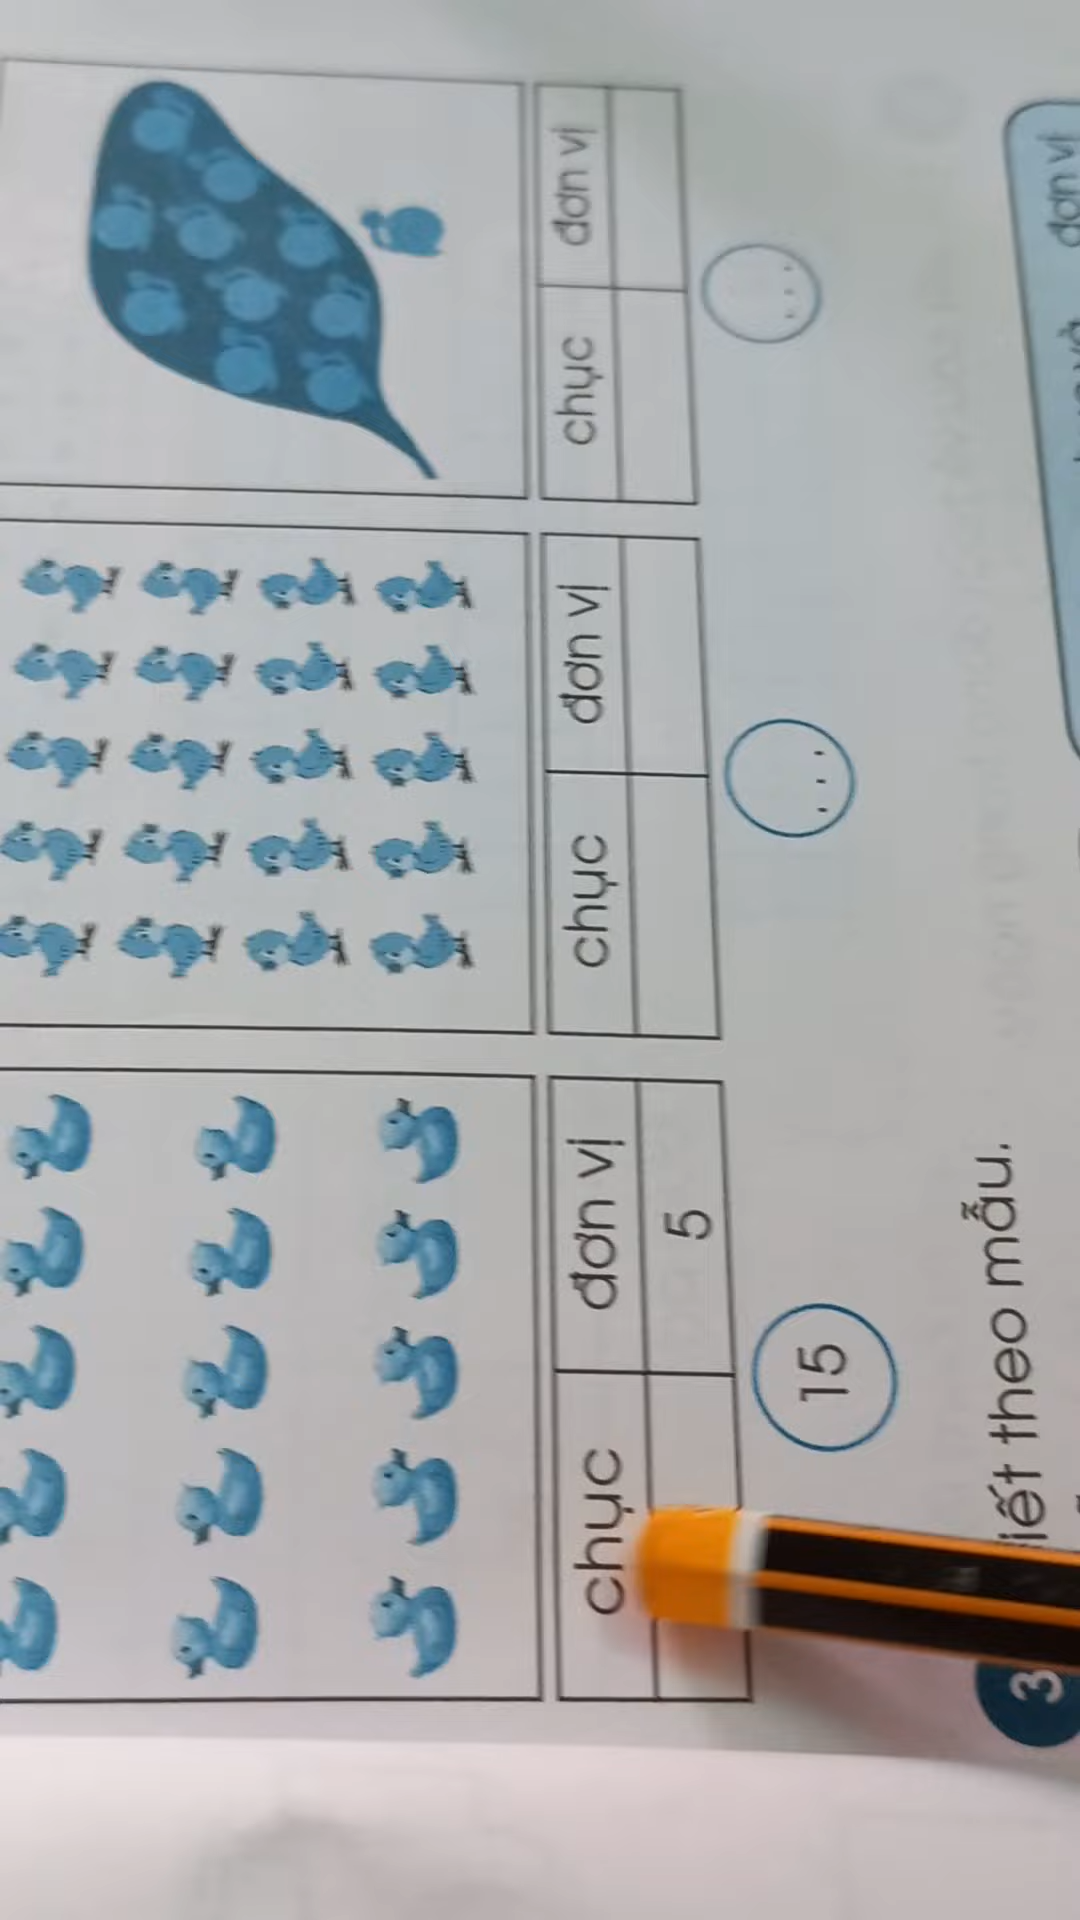 chục đơn vị
5
15
chục đơn vị
...
chục đơn vị
...
3 iết theo mẫu.
đơn vị